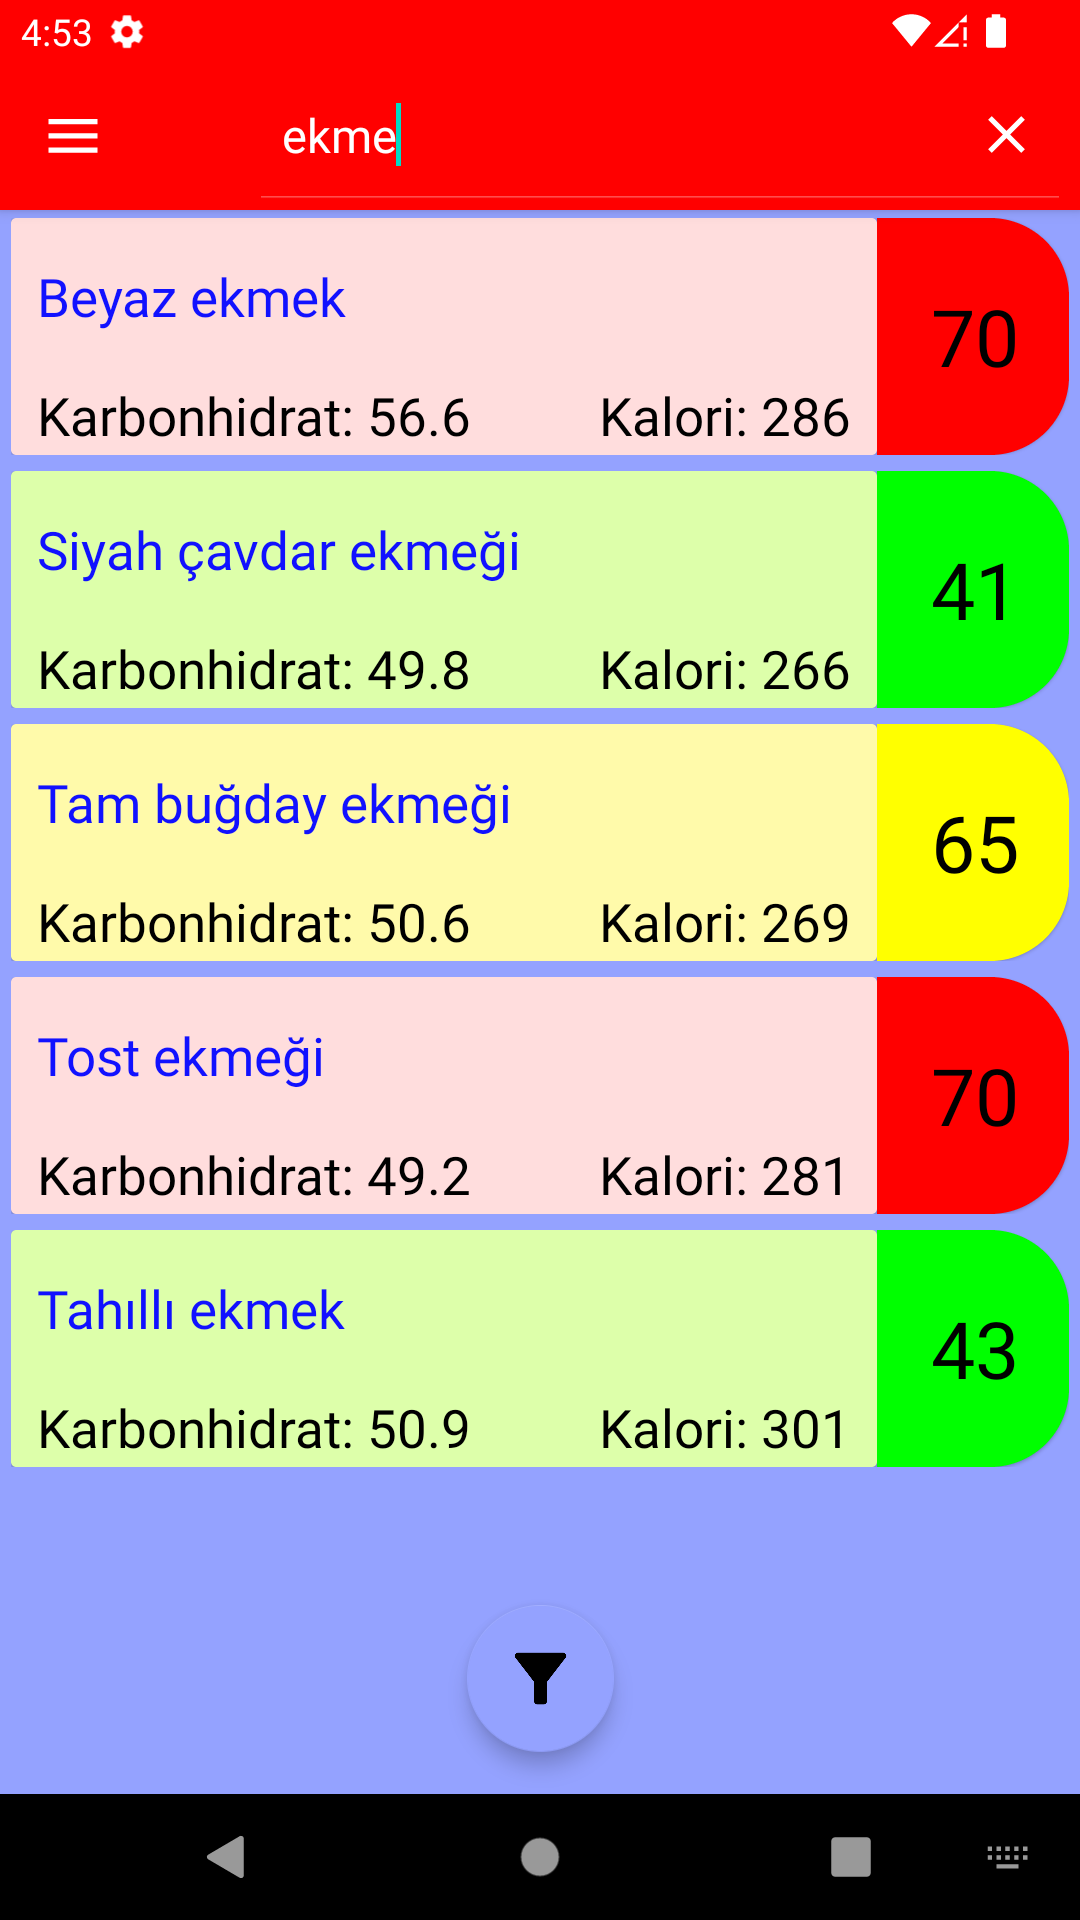 4:53
ekme
Beyaz ekmek
70
Karbonhidrat: 56.6 Kalori: 286
Siyah çavdar ekmeği
41
Karbonhidrat: 49.8 Kalori: 266
Tam buğday ekmeği
65
Karbonhidrat: 50.6 Kalori: 269
Tost ekmeği
70
Karbonhidrat: 49.2 Kalori: 281
Tahıllı ekmek
43
Karbonhidrat: 50.9 Kalori: 301